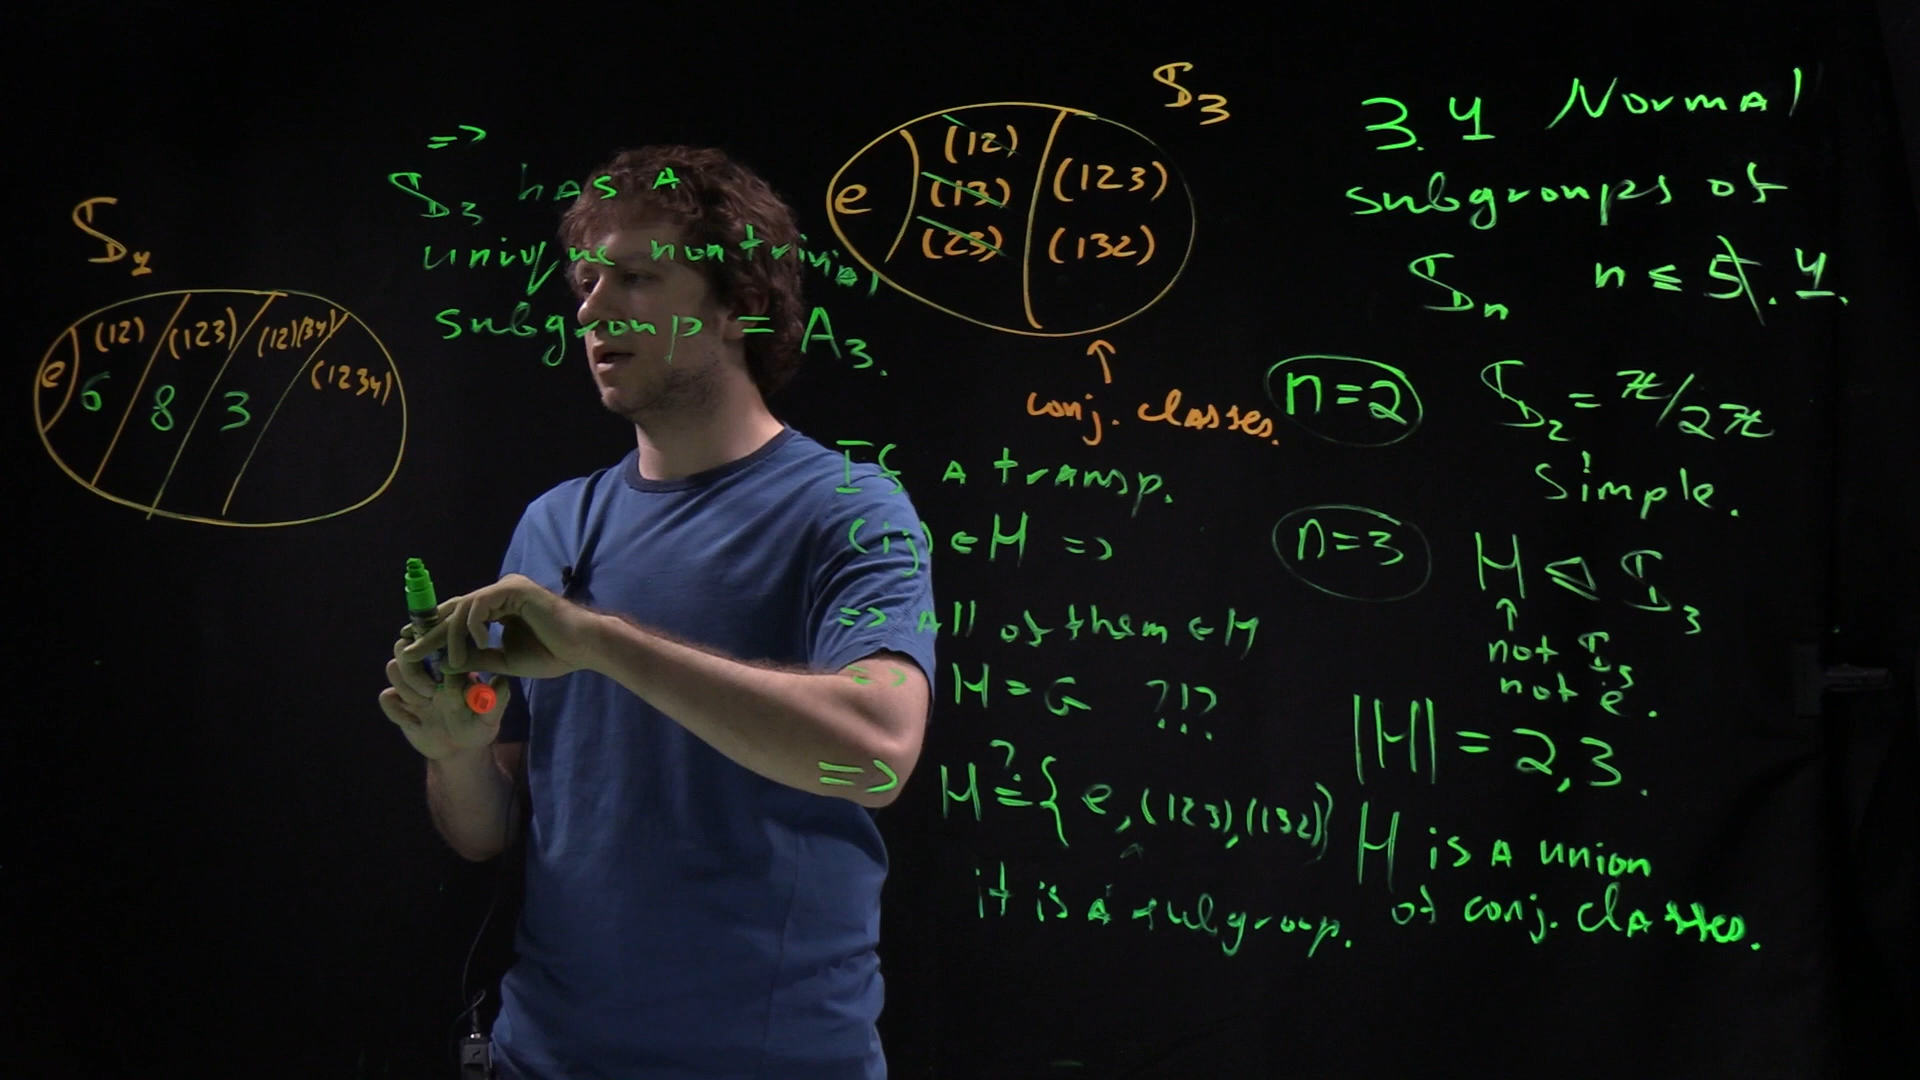 3.4 Normal
subgroups of
S_n n ≤ 5. 4.
n=2 S_2 = Z/2Z
simple.
n=3 H ⊲ S_3
↑
not S_3
not e.
|H| = 2,3.
H is a union
of conj. classes.
S_3
e (12) (13) (23) (123) (132)
↑
conj. classes.
If a transp.
(ij) ∈ H =>
=> all of them ∈ H
=> H = G ?!?
=> H ?= {e, (123), (132)}
it is a subgroup.
=>
S_3 has a
unique nontrivial
subgroup = A_3.
S_4
e (12) (123) (12)(34) (1234)
6 8 3